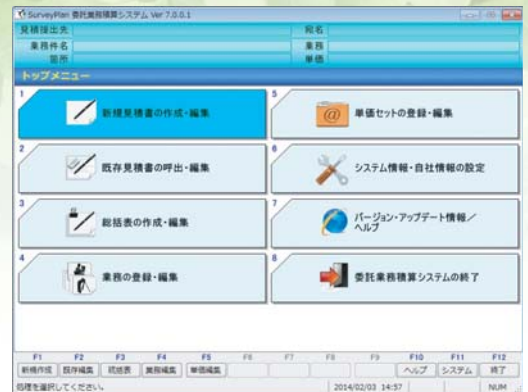 SurveyPlan 委託業務積算システム Ver 7.0.0.1
見積提出先 宛名
業務件名 業務
箇所 単価
トップメニュー
1 新規見積書の作成・編集
2 既存見積書の呼出・編集
3 総括表の作成・編集
4 業務の登録・編集
5 単価セットの登録・編集
6 システム情報・自社情報の設定
7 バージョン・アップデート情報/
ヘルプ
8 委託業務積算システムの終了
F1 F2 F3 F4 F5 F6 F7 F8 F9 F10 F11 F12
新規作成 既存編集 総括表 業務編集 単価編集 ヘルプ システム 終了
処理を選択してください。 2014/02/03 14:57 NUM